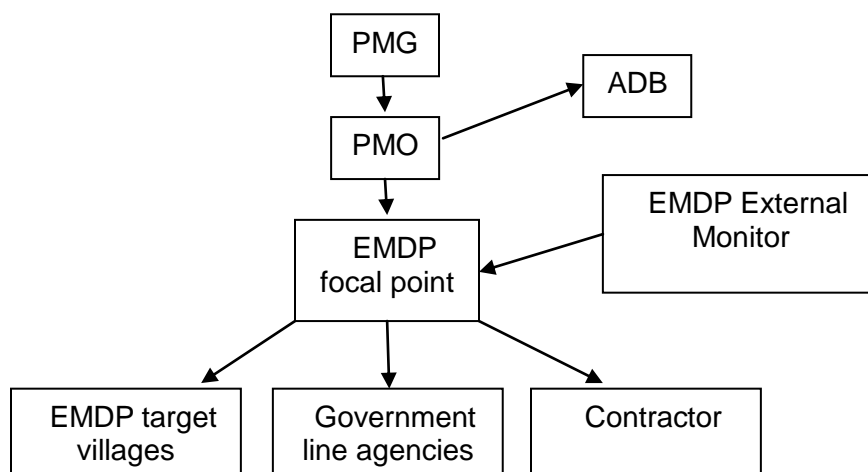 PMG
ADB
PMO
EMDP External
Monitor
EMDP
focal point
EMDP target
villages
Government
line agencies
Contractor